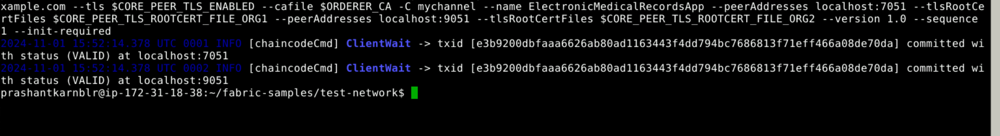 xample.com --tls $CORE_PEER_TLS_ENABLED --cafile $ORDERER_CA -C mychannel --name ElectronicMedicalRecordsApp --peerAddresses localhost:7051 --tlsRootCe
rtFiles $CORE_PEER_TLS_ROOTCERT_FILE_ORG1 --peerAddresses localhost:9051 --tlsRootCertFiles $CORE_PEER_TLS_ROOTCERT_FILE_ORG2 --version 1.0 --sequence
1 --init-required
2024-11-01 15:52:14.378 UTC 0001 INFO [chaincodeCmd] ClientWait -> txid [e3b9200dbfaaa6626ab80ad1163443f4dd794bc7686813f71eff466a08de70da] committed wi
th status (VALID) at localhost:7051
2024-11-01 15:52:14.378 UTC 0002 INFO [chaincodeCmd] ClientWait -> txid [e3b9200dbfaaa6626ab80ad1163443f4dd794bc7686813f71eff466a08de70da] committed wi
th status (VALID) at localhost:9051
prashantkarnblr@ip-172-31-18-38:~/fabric-samples/test-network$